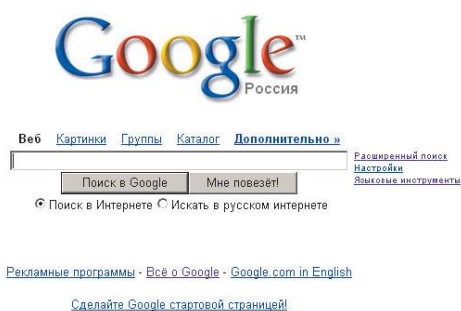 Google™
Россия
Веб Картинки Группы Каталог Дополнительно »
Расширенный поиск
Настройки
Языковые инструменты
Поиск в Google Мне повезёт!
Поиск в Интернете Искать в русском интернете
Рекламные программы - Всё о Google - Google.com in English
Сделайте Google стартовой страницей!